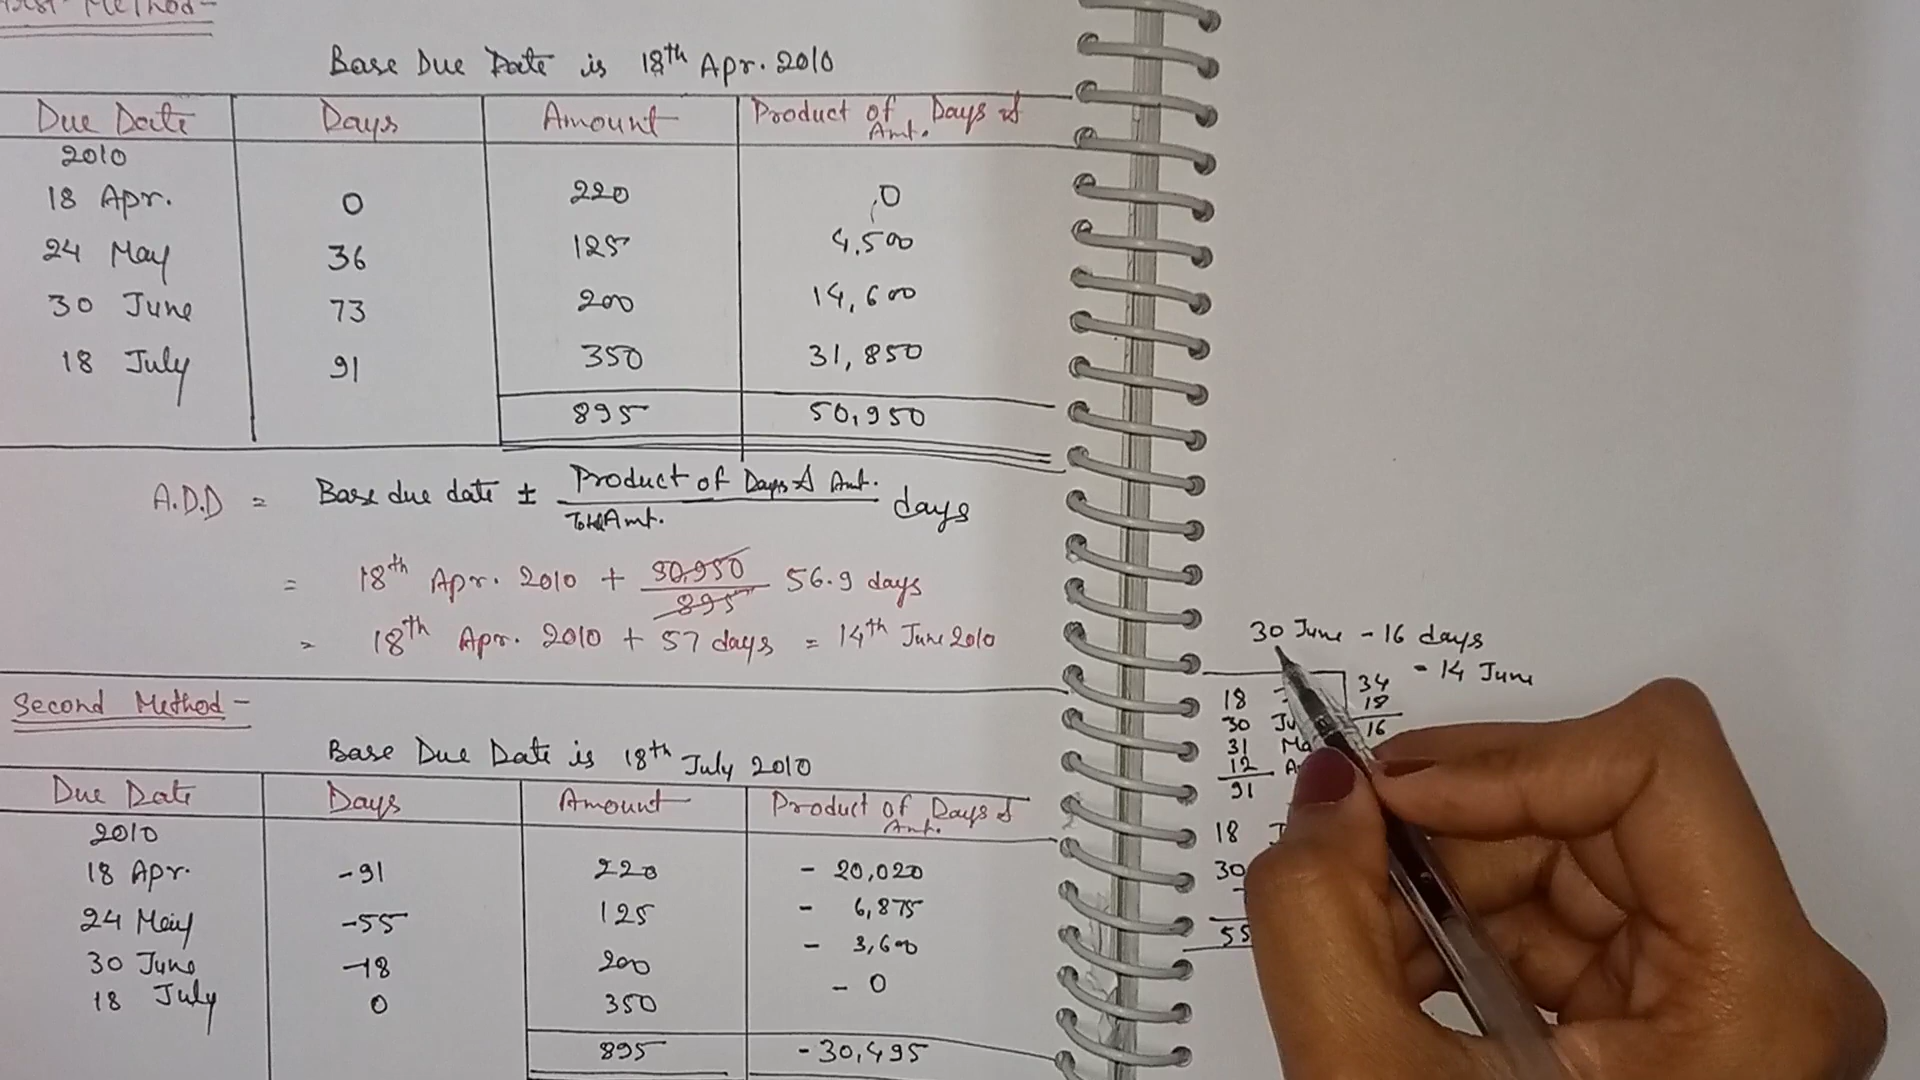 Method-
Base Due Date is 18th Apr. 2010
Due Date Days Amount Product of Days & Amt.
2010
18 Apr. 0 220 0
24 May 36 125 4,500
30 June 73 200 14,600
18 July 91 350 31,850
895 50,950
A.D.D = Base due date ± Product of Days & Amt. / Total Amt. days
= 18th Apr. 2010 + 50,950 / 895 56.9 days
= 18th Apr. 2010 + 57 days = 14th June 2010
Second Method-
Base Due Date is 18th July 2010
Due Date Days Amount Product of Days & Amt.
2010
18 Apr. -91 220 - 20,020
24 May -55 125 - 6,875
30 June -18 200 - 3,600
18 July 0 350 - 0
895 -30,495
30 June - 16 days
= 14 June
18 34
30 18
31 16
12
91
18
30
55